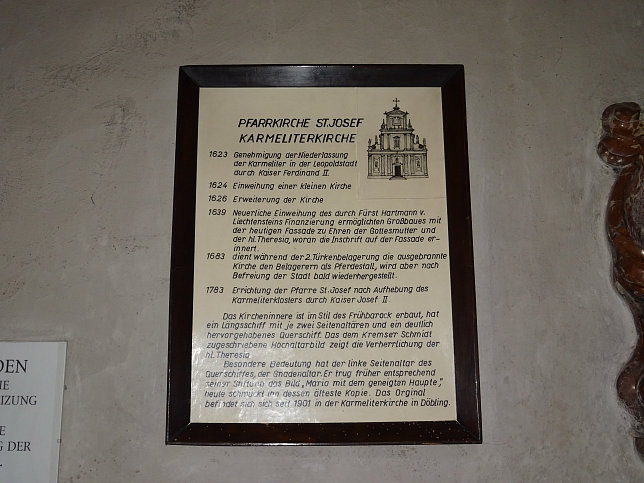 PFARRKIRCHE ST.JOSEF
KARMELITERKIRCHE
1623 Genehmigung der Niederlassung
der Karmeliter in der Leopoldstadt
durch Kaiser Ferdinand II.
1624 Einweihung einer kleinen Kirche
1626 Erweiterung der Kirche
1639 Neuerliche Einweihung des durch Fürst Hartmann v.
Liechtensteins Finanzierung ermöglichten Großbaues mit
der heutigen Fassade zu Ehren der Gottesmutter und
der hl.Theresia, woran die Inschrift auf der Fassade er-
innert.
1683 dient während der 2.Türkenbelagerung die ausgebrannte
Kirche den Belagerern als Pferdestall, wird aber nach
Befreiung der Stadt bald wiederhergestellt.
1783 Errichtung der Pfarre St.Josef nach Aufhebung des
Karmeliterklosters durch Kaiser Josef II.
Das Kircheninnere ist im Stil des Frühbarock erbaut, hat
ein Längsschiff mit je zwei Seitenaltären und ein deutlich
hervorgehobenes Querschiff. Das dem Kremser Schmidt
zugeschriebene Hochaltarbild zeigt die Verherrlichung der
hl.Theresia.
Besondere Bedeutung hat der linke Seitenaltar des
Querschiffes, der Gnadenaltar. Er trug früher entsprechend
seiner Stiftung das Bild „Maria mit dem geneigten Haupte,"
heute schmückt ihn dessen älteste Kopie. Das Orginal
befindet sich seit 1901 in der Karmeliterkirche in Döbling.
DEN
HE
IZUNG
E
G DER